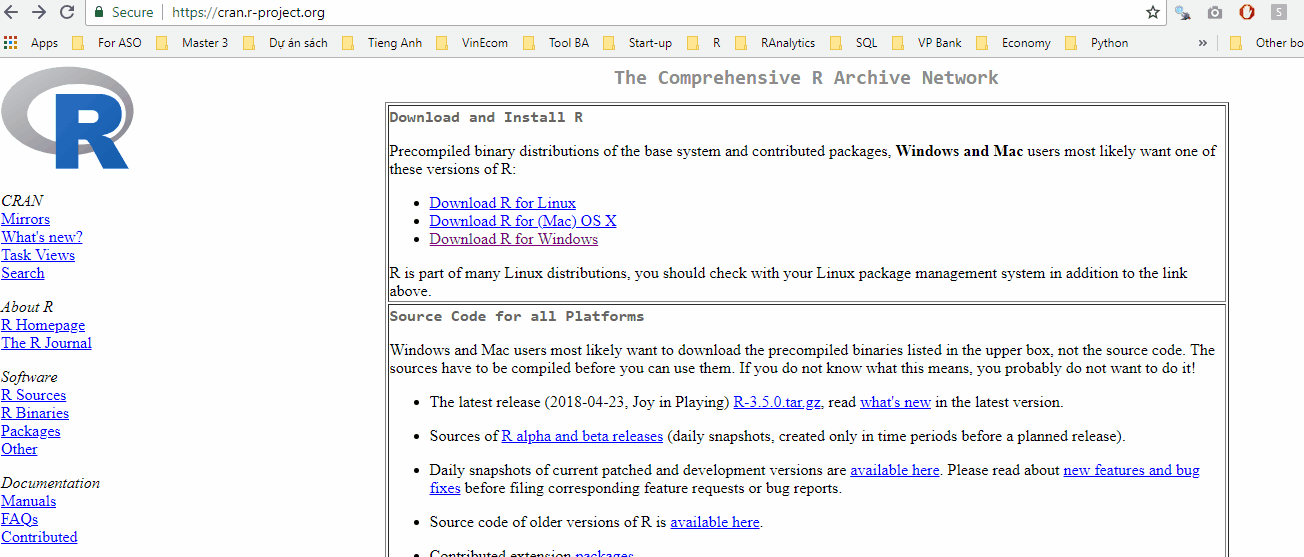 Secure
https://cran.r-project.org
S
Apps For ASO Master 3 Dự án sách Tieng Anh VinEcom Tool BA Start-up R RAnalytics SQL VP Bank Economy Python » Other bo
R
CRAN
Mirrors
What's new?
Task Views
Search
About R
R Homepage
The R Journal
Software
R Sources
R Binaries
Packages
Other
Documentation
Manuals
FAQs
Contributed
The Comprehensive R Archive Network
Download and Install R
Precompiled binary distributions of the base system and contributed packages, Windows and Mac users most likely want one of
these versions of R:
• Download R for Linux
• Download R for (Mac) OS X
• Download R for Windows
R is part of many Linux distributions, you should check with your Linux package management system in addition to the link
above.
Source Code for all Platforms
Windows and Mac users most likely want to download the precompiled binaries listed in the upper box, not the source code. The
sources have to be compiled before you can use them. If you do not know what this means, you probably do not want to do it!
• The latest release (2018-04-23, Joy in Playing) R-3.5.0.tar.gz, read what's new in the latest version.
• Sources of R alpha and beta releases (daily snapshots, created only in time periods before a planned release).
• Daily snapshots of current patched and development versions are available here. Please read about new features and bug
fixes before filing corresponding feature requests or bug reports.
• Source code of older versions of R is available here.
• Contributed extension packages